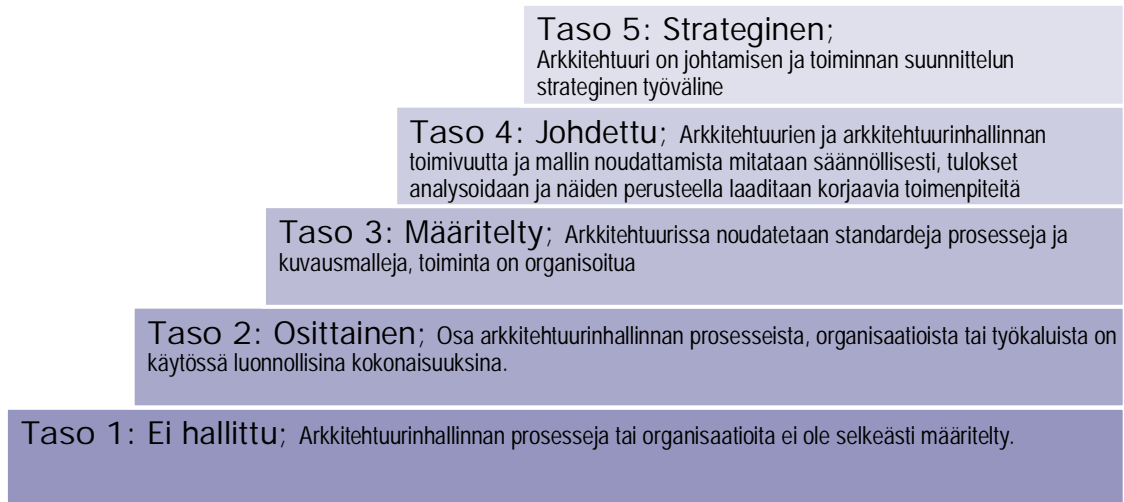 Taso 5: Strateginen;
Arkkitehtuuri on johtamisen ja toiminnan suunnittelun
strateginen työväline
Taso 4: Johdettu; Arkkitehtuurien ja arkkitehtuurinhallinnan
toimivuutta ja mallin noudattamista mitataan säännöllisesti, tulokset
analysoidaan ja näiden perusteella laaditaan korjaavia toimenpiteitä
Taso 3: Määritelty; Arkkitehtuurissa noudatetaan standardeja prosesseja ja
kuvausmalleja, toiminta on organisoitua
Taso 2: Osittainen; Osa arkkitehtuurinhallinnan prosesseista, organisaatioista tai työkaluista on
käytössä luonnollisina kokonaisuuksina.
Taso 1: Ei hallittu; Arkkitehtuurinhallinnan prosesseja tai organisaatioita ei ole selkeästi määritelty.